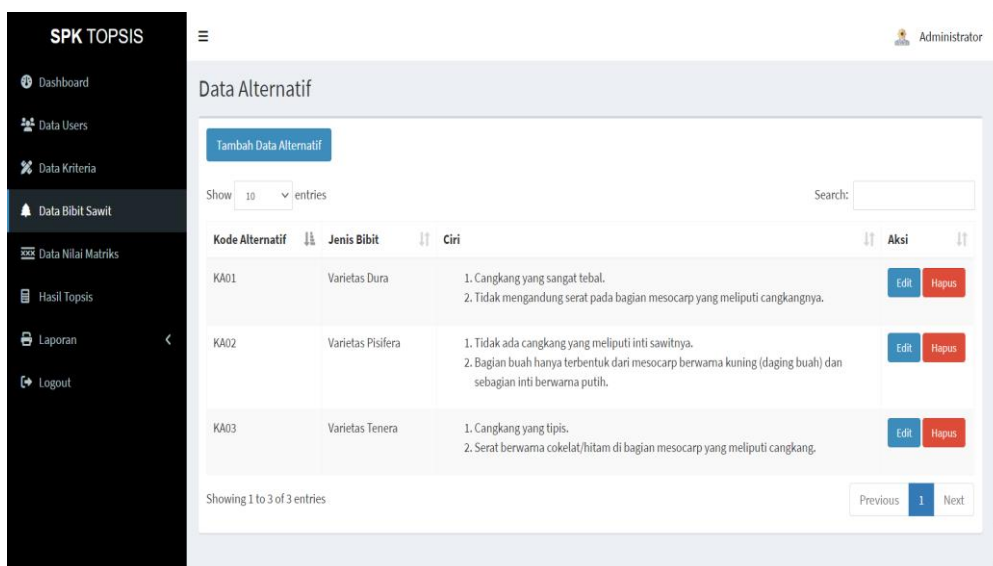 SPK TOPSIS
Administrator
Dashboard
Data Users
Data Kriteria
Data Bibit Sawit
Data Nilai Matriks
Hasil Topsis
Laporan
Logout
Data Alternatif
Tambah Data Alternatif
Show 10 entries
Search:
Kode Alternatif Jenis Bibit Ciri Aksi
KA01 Varietas Dura 1. Cangkang yang sangat tebal. Edit Hapus
2. Tidak mengandung serat pada bagian mesocarp yang meliputi cangkangnya.
KA02 Varietas Pisifera 1. Tidak ada cangkang yang meliputi inti sawitnya. Edit Hapus
2. Bagian buah hanya terbentuk dari mesocarp berwarna kuning (daging buah) dan
sebagian inti berwarna putih.
KA03 Varietas Tenera 1. Cangkang yang tipis. Edit Hapus
2. Serat berwarna cokelat/hitam di bagian mesocarp yang meliputi cangkang.
Showing 1 to 3 of 3 entries
Previous 1 Next